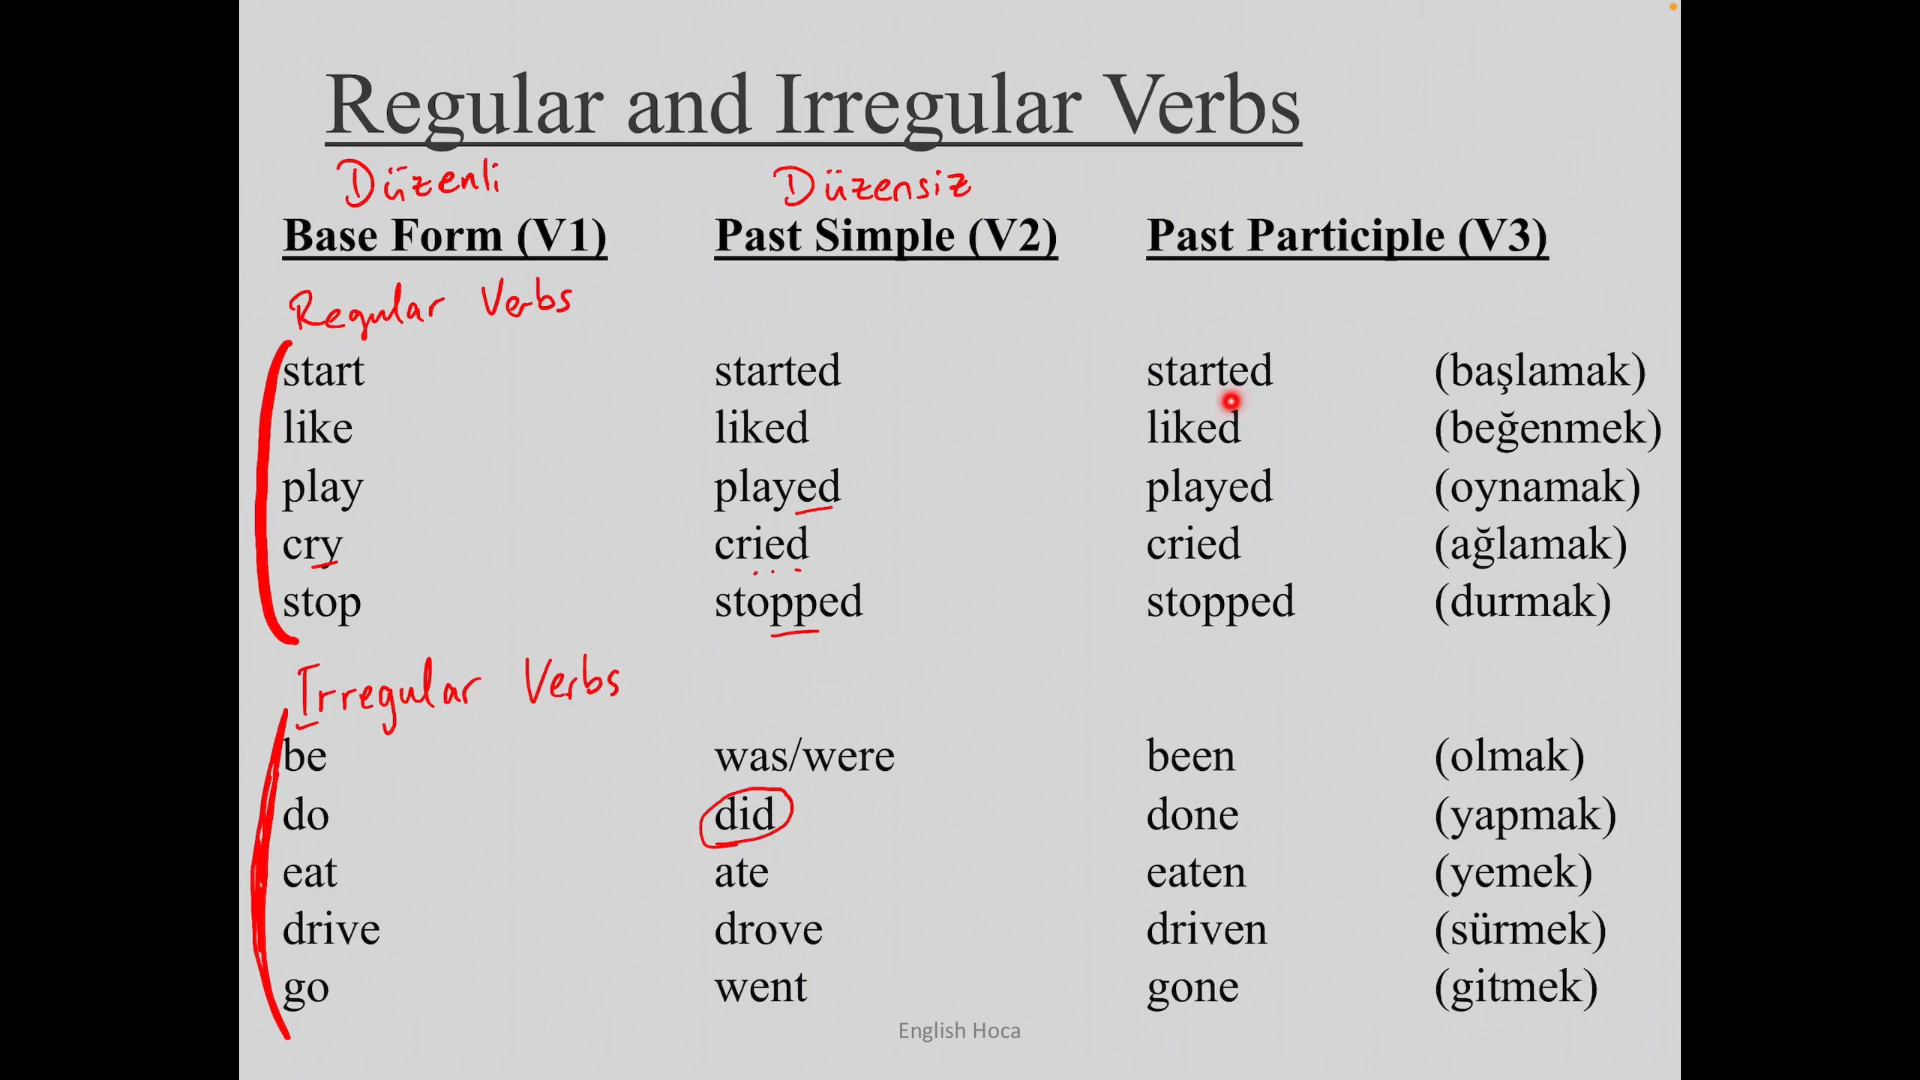 Regular and Irregular Verbs
Düzenli Düzensiz
Base Form (V1) Past Simple (V2) Past Participle (V3)
Regular Verbs
start started started (başlamak)
like liked liked (beğenmek)
play played played (oynamak)
cry cried cried (ağlamak)
stop stopped stopped (durmak)
Irregular Verbs
be was/were been (olmak)
do did done (yapmak)
eat ate eaten (yemek)
drive drove driven (sürmek)
go went gone (gitmek)
English Hoca